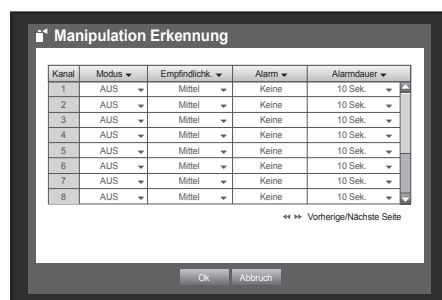 Manipulation Erkennung
Kanal Modus Empfindlichk. Alarm Alarmdauer
1 AUS Mittel Keine 10 Sek.
2 AUS Mittel Keine 10 Sek.
3 AUS Mittel Keine 10 Sek.
4 AUS Mittel Keine 10 Sek.
5 AUS Mittel Keine 10 Sek.
6 AUS Mittel Keine 10 Sek.
7 AUS Mittel Keine 10 Sek.
8 AUS Mittel Keine 10 Sek.
Vorherige/Nächste Seite
Ok Abbruch